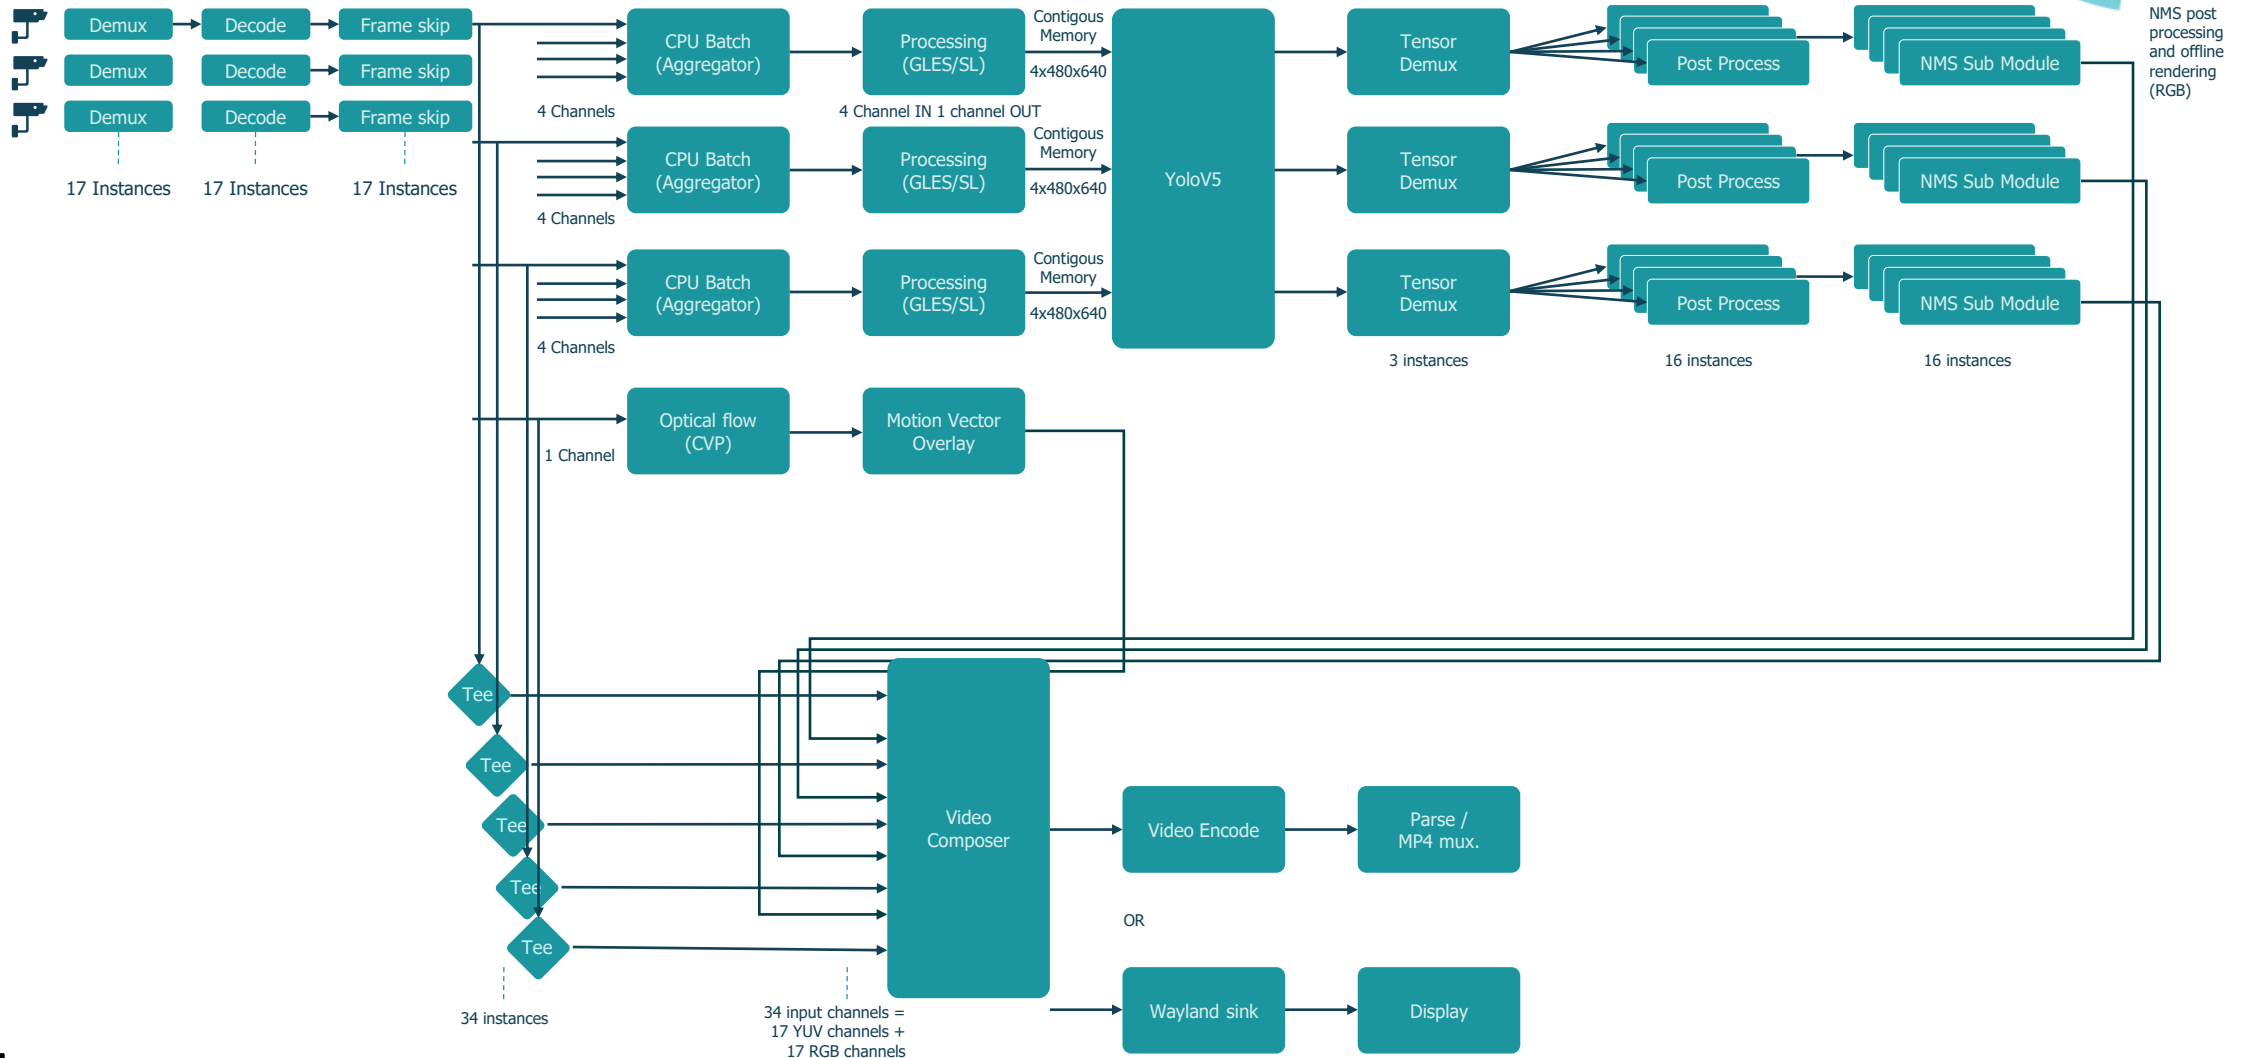 Demux
Decode
Frame skip
Demux
Decode
Frame skip
Demux
Decode
Frame skip
17 Instances
17 Instances
17 Instances
CPU Batch
(Aggregator)
Processing
(GLES/SL)
Contigous
Memory
4x480x640
4 Channels
4 Channel IN 1 channel OUT
Tensor
Demux
Post Process
NMS Sub Module
NMS post
processing
and offline
rendering
(RGB)
CPU Batch
(Aggregator)
Processing
(GLES/SL)
Contigous
Memory
4x480x640
4 Channels
YoloV5
Tensor
Demux
Post Process
NMS Sub Module
CPU Batch
(Aggregator)
Processing
(GLES/SL)
Contigous
Memory
4x480x640
4 Channels
Tensor
Demux
Post Process
NMS Sub Module
3 instances
16 instances
16 instances
Optical flow
(CVP)
Motion Vector
Overlay
1 Channel
Tee
Tee
Tee
Tee
Tee
34 instances
34 input channels =
17 YUV channels +
17 RGB channels
Video
Composer
Video Encode
Parse /
MP4 mux.
OR
Wayland sink
Display